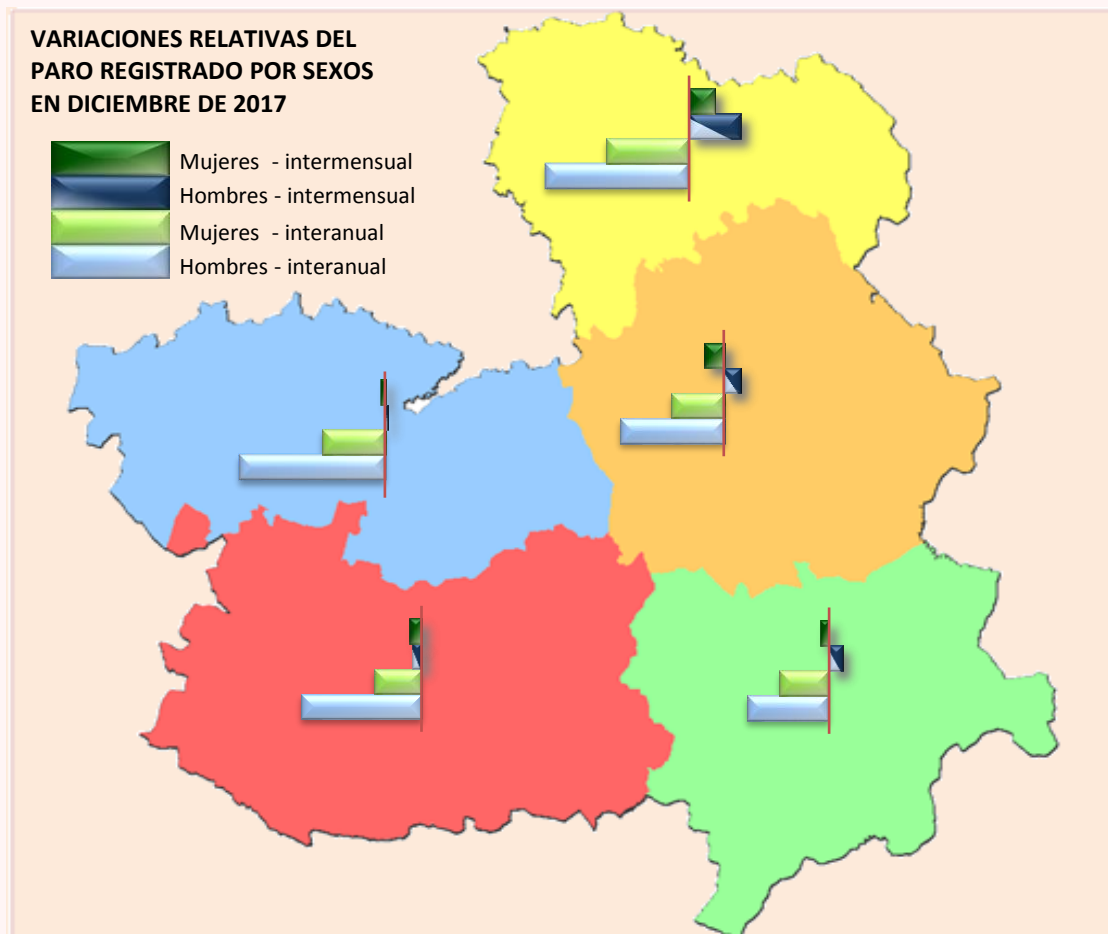 VARIACIONES RELATIVAS DEL
PARO REGISTRADO POR SEXOS
EN DICIEMBRE DE 2017
Mujeres - intermensual
Hombres - intermensual
Mujeres - interanual
Hombres - interanual